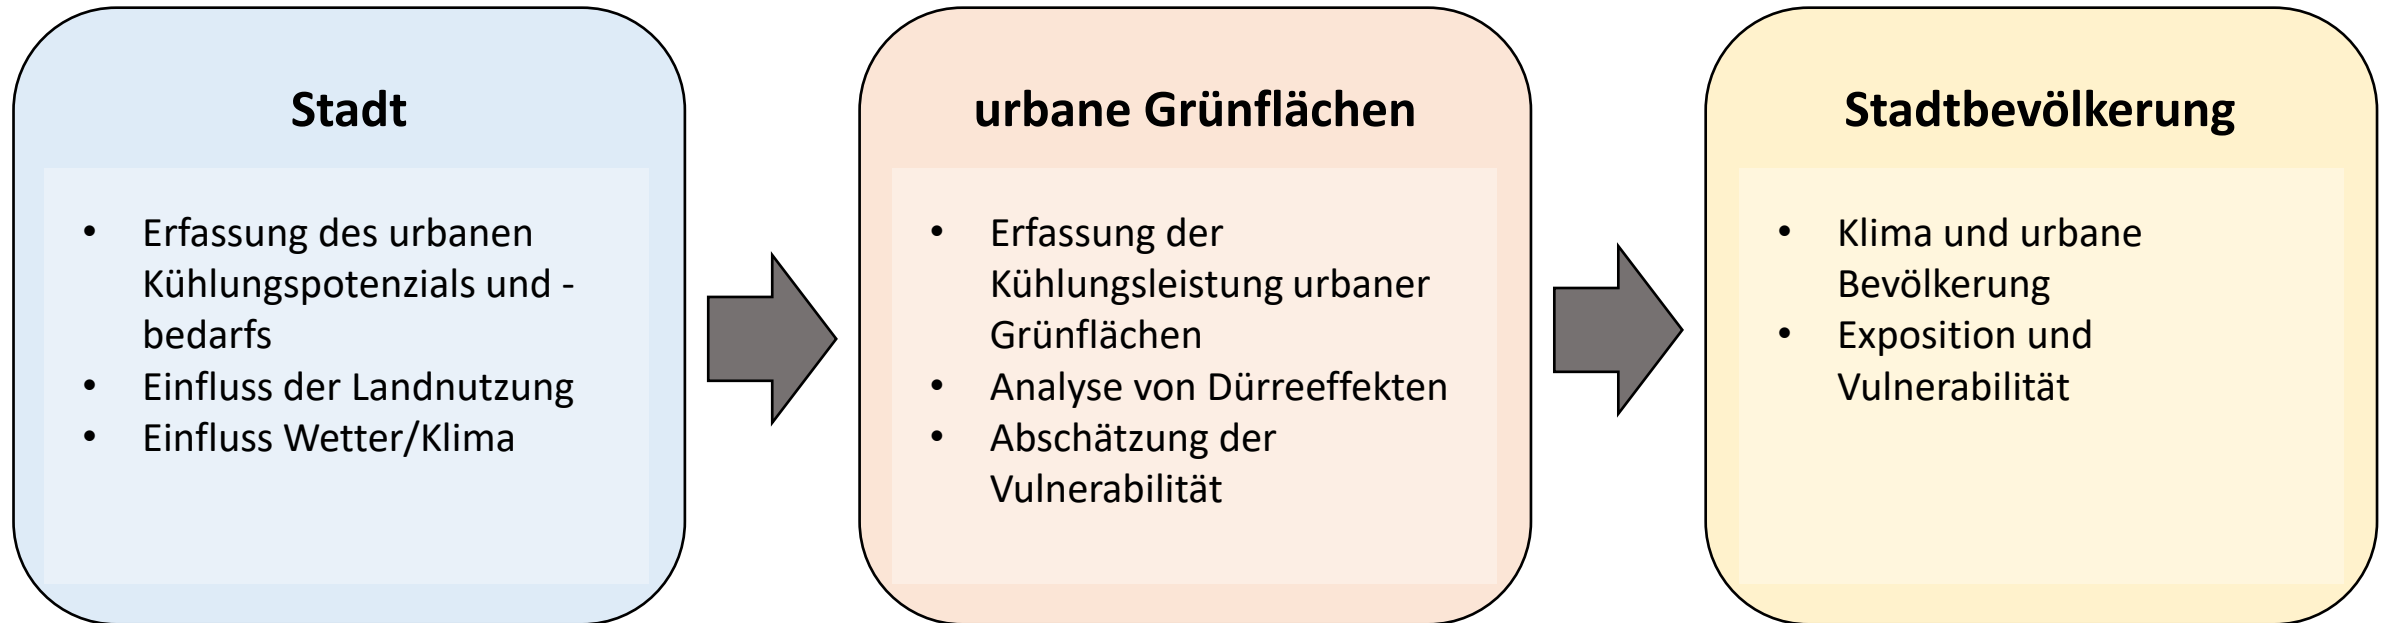 Stadt
• Erfassung des urbanen
Kühlungspotenzials und -
bedarfs
• Einfluss der Landnutzung
• Einfluss Wetter/Klima
urbane Grünflächen
• Erfassung der
Kühlungsleistung urbaner
Grünflächen
• Analyse von Dürreeffekten
• Abschätzung der
Vulnerabilität
Stadtbevölkerung
• Klima und urbane
Bevölkerung
• Exposition und
Vulnerabilität